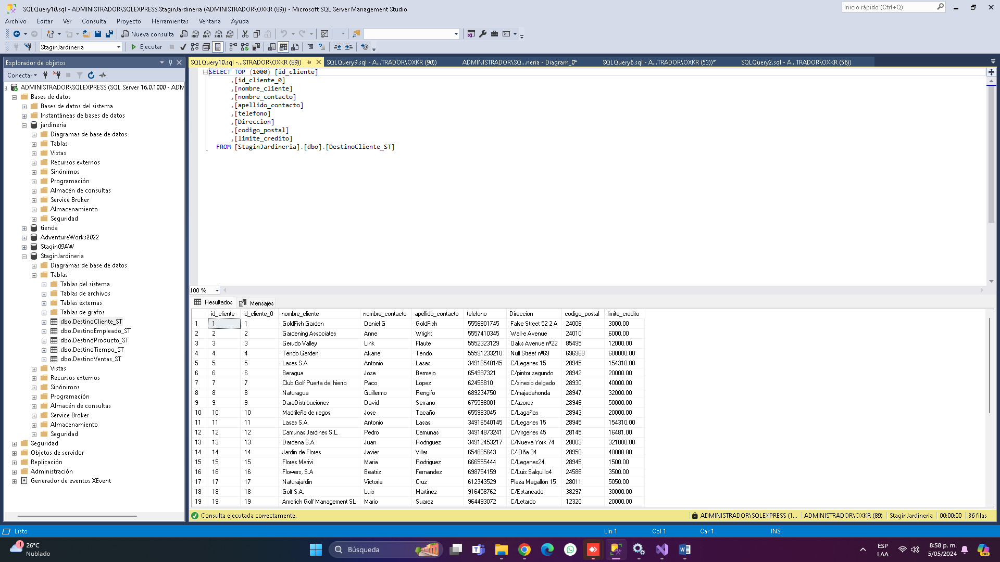 SQLQuery10.sql - ADMINISTRADOR\SQLEXPRESS.StaginJardineria (ADMINISTRADOR\OXKR (89)) - Microsoft SQL Server Management Studio
Inicio rápido (Ctrl+Q)
Archivo Editar Ver Consulta Proyecto Herramientas Ventana Ayuda
Nueva consulta MDX DMX XMLA DAX
StaginJardineria Ejecutar
Explorador de objetos
Conectar
ADMINISTRADOR\SQLEXPRESS (SQL Server 16.0.1000 - ADM
Bases de datos
Bases de datos del sistema
Instantáneas de bases de datos
jardineria
Diagramas de base de datos
Tablas
Vistas
Recursos externos
Sinónimos
Programación
Almacén de consultas
Service Broker
Almacenamiento
Seguridad
tienda
AdventureWorks2022
Stagin09AW
StaginJardineria
Diagramas de base de datos
Tablas
Tablas del sistema
Tablas de archivos
Tablas externas
Tablas de grafos
dbo.DestinoCliente_ST
dbo.DestinoEmpleado_ST
dbo.DestinoProducto_ST
dbo.DestinoTiempo_ST
dbo.DestinoVentas_ST
Vistas
Recursos externos
Sinónimos
Programación
Almacén de consultas
Service Broker
Almacenamiento
Seguridad
Seguridad
Objetos de servidor
Replicación
Administración
Generador de eventos XEvent
SQLQuery10.sql -...STRADOR\OXKR (89)) SQLQuery9.sql - A...TRADOR\OXKR (90)) ADMINISTRADOR\SQ...neria - Diagram_0* SQLQuery6.sql - A...TRADOR\OXKR (53))* SQLQuery2.sql - A...TRADOR\OXKR (56))
SELECT TOP (1000) [id_cliente]
,[id_cliente_0]
,[nombre_cliente]
,[nombre_contacto]
,[apellido_contacto]
,[telefono]
,[Direccion]
,[codigo_postal]
,[limite_credito]
FROM [StaginJardineria].[dbo].[DestinoCliente_ST]
100 %
Resultados Mensajes
id_cliente id_cliente_0 nombre_cliente nombre_contacto apellido_contacto telefono Direccion codigo_postal limite_credito
1 1 1 GoldFish Garden Daniel G GoldFish 5556901745 False Street 52 2 A 24006 3000.00
2 2 2 Gardening Associates Anne Wright 5557410345 Wall-e Avenue 24010 6000.00
3 3 3 Gerudo Valley Link Flaute 5552323129 Oaks Avenue nº22 85495 12000.00
4 4 4 Tendo Garden Akane Tendo 55591233210 Null Street nº69 696969 600000.00
5 5 5 Lasas S.A. Antonio Lasas 34916540145 C/Leganes 15 28945 154310.00
6 6 6 Beragua Jose Bermejo 654987321 C/pintor segundo 28942 20000.00
7 7 7 Club Golf Puerta del hierro Paco Lopez 62456810 C/sinesio delgado 28930 40000.00
8 8 8 Naturagua Guillermo Rengifo 689234750 C/majadahonda 28947 32000.00
9 9 9 DaraDistribuciones David Serrano 675598001 C/azores 28946 50000.00
10 10 10 Madrileña de riegos Jose Tacaño 655983045 C/Lagañas 28943 20000.00
11 11 11 Lasas S.A. Antonio Lasas 34916540145 C/Leganes 15 28945 154310.00
12 12 12 Camunas Jardines S.L. Pedro Camunas 34914873241 C/Virgenes 45 28145 16481.00
13 13 13 Dardena S.A. Juan Rodriguez 34912453217 C/Nueva York 74 28003 321000.00
14 14 14 Jardin de Flores Javier Villar 654865643 C/ Oña 34 28950 40000.00
15 15 15 Flores Marivi Maria Rodriguez 666555444 C/Leganes24 28945 1500.00
16 16 16 Flowers, S.A Beatriz Fernandez 698754159 C/Luis Salquillo4 24586 3500.00
17 17 17 Naturajardin Victoria Cruz 612343529 Plaza Magallón 15 28011 5050.00
18 18 18 Golf S.A. Luis Martinez 916458762 C/Estancado 38297 30000.00
19 19 19 Americh Golf Management SL Mario Suarez 964493072 C/Letardo 12320 20000.00
Consulta ejecutada correctamente. ADMINISTRADOR\SQLEXPRESS (1... ADMINISTRADOR\OXKR (89) StaginJardineria 00:00:00 36 filas
Listo Lín 1 Col 1 Car 1 INS
1 26°C
Nublado
Búsqueda
ESP
LAA
8:58 p. m.
5/05/2024
PRE